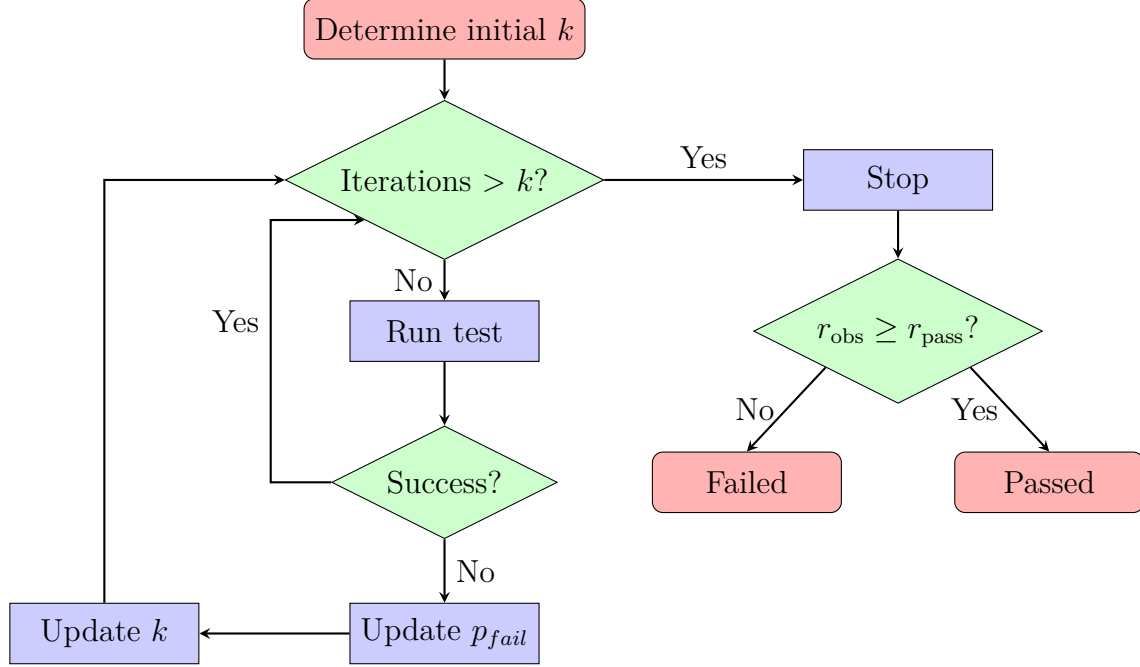 Determine initial k
Iterations > k?
Yes
Stop
No
Run test
Yes
r_obs ≥ r_pass?
No
Yes
Success?
Failed
Passed
No
Update k
Update p_fail